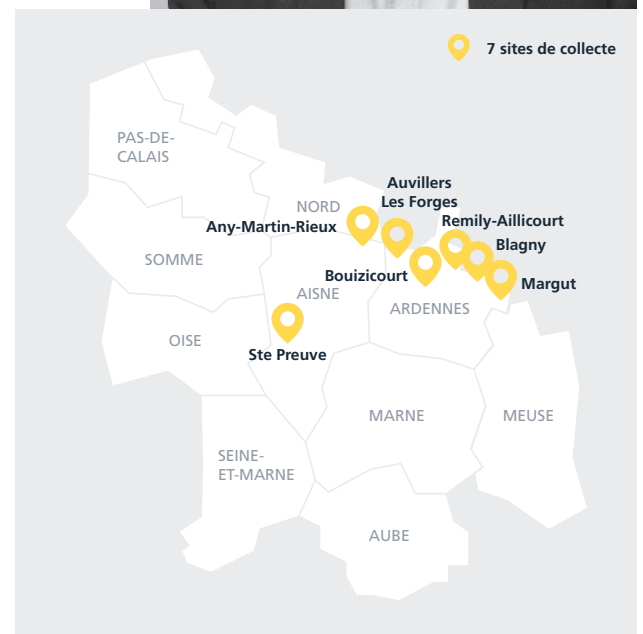 7 sites de collecte
PAS-DE-
CALAIS
Auvillers
Les Forges
NORD
Remily-Aillicourt
Any-Martin-Rieux
Blagny
SOMME
Bouizicourt
Margut
AISNE
ARDENNES
OISE
Ste Preuve
MARNE
MEUSE
SEINE-
ET-MARNE
AUBE